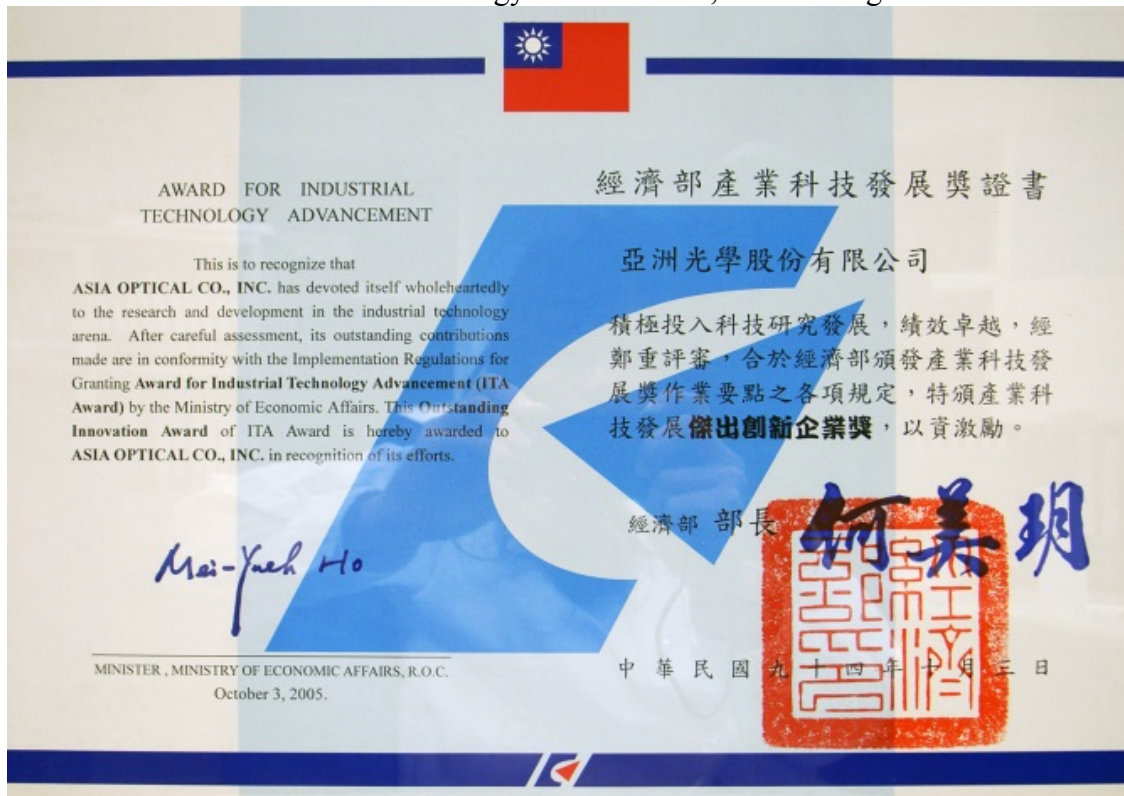 AWARD FOR INDUSTRIAL
TECHNOLOGY ADVANCEMENT
This is to recognize that
ASIA OPTICAL CO., INC. has devoted itself wholeheartedly
to the research and development in the industrial technology
arena. After careful assessment, its outstanding contributions
made are in conformity with the Implementation Regulations for
Granting Award for Industrial Technology Advancement (ITA
Award) by the Ministry of Economic Affairs. This Outstanding
Innovation Award of ITA Award is hereby awarded to
ASIA OPTICAL CO., INC. in recognition of its efforts.
Mei-Yueh Ho
MINISTER , MINISTRY OF ECONOMIC AFFAIRS, R.O.C.
October 3, 2005.
經濟部產業科技發展獎證書
亞洲光學股份有限公司
積極投入科技研究發展，績效卓越，經
鄭重評審，合於經濟部頒發產業科技發
展獎作業要點之各項規定，特頒產業科
技發展傑出創新企業獎，以資激勵。
經濟部 部長 何美玥
中華民國九十四年十月三日
經濟部印